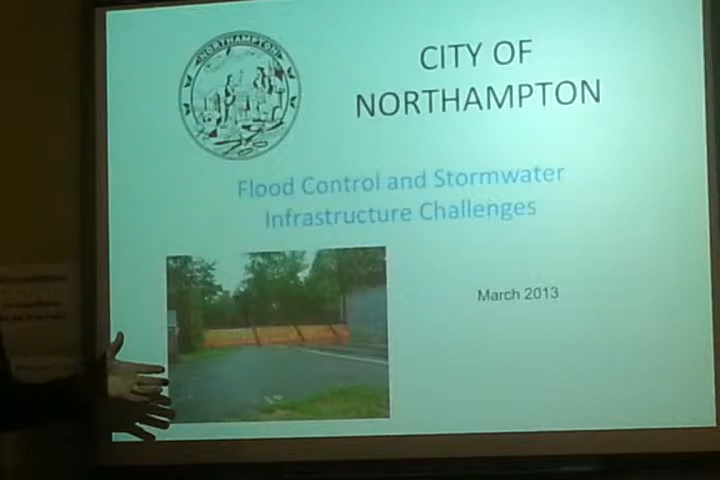 NORTHAMPTON
CITY OF
NORTHAMPTON
Flood Control and Stormwater
Infrastructure Challenges
March 2013